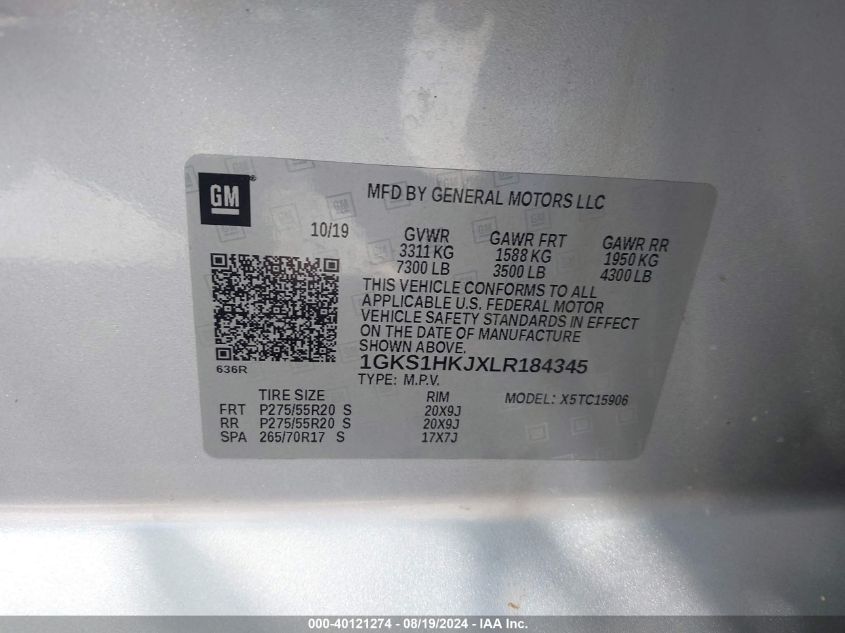 GM
MFD BY GENERAL MOTORS LLC
10/19
GVWR GAWR FRT GAWR RR
3311 KG 1588 KG 1950 KG
7300 LB 3500 LB 4300 LB
THIS VEHICLE CONFORMS TO ALL
APPLICABLE U.S. FEDERAL MOTOR
VEHICLE SAFETY STANDARDS IN EFFECT
ON THE DATE OF MANUFACTURE
SHOWN ABOVE.
636R
1GKS1HKJXLR184345
TYPE: M.P.V.
TIRE SIZE RIM MODEL: X5TC15906
FRT P275/55R20 S 20X9J
RR P275/55R20 S 20X9J
SPA 265/70R17 S 17X7J
000-40121274 - 08/19/2024 - IAA Inc.